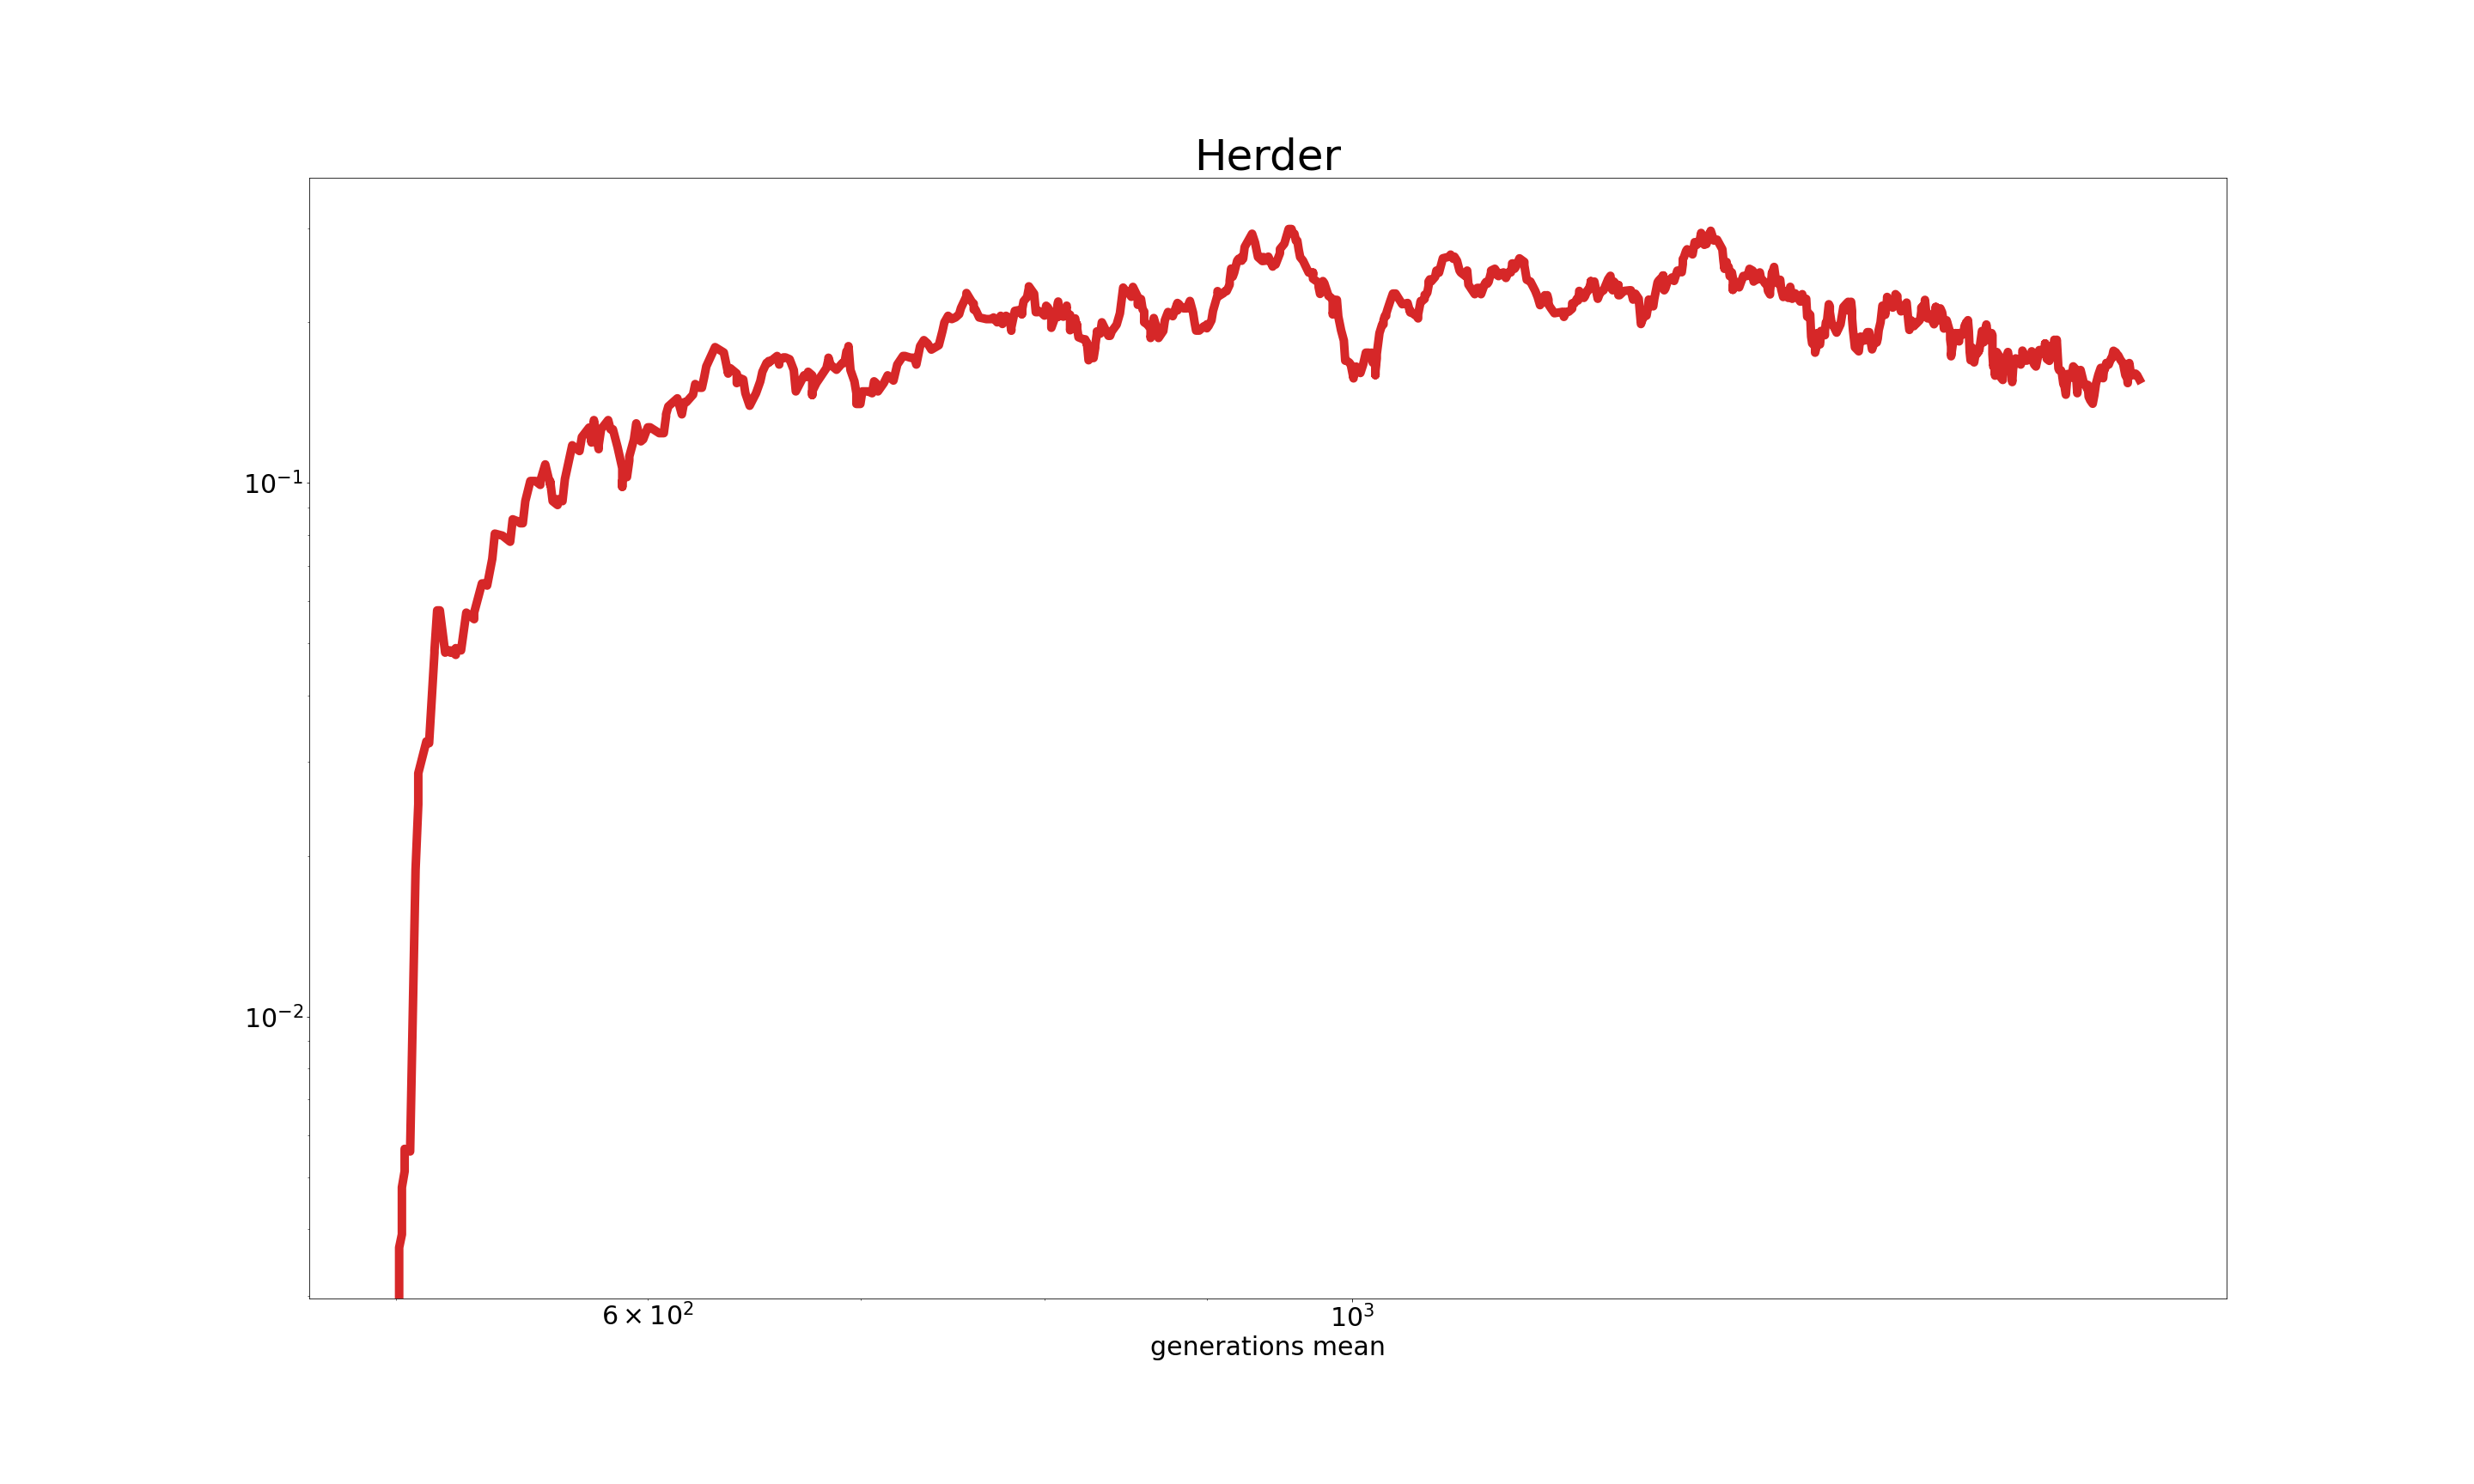 Herder
10⁻¹
10⁻²
6 × 10²
10³
generations mean